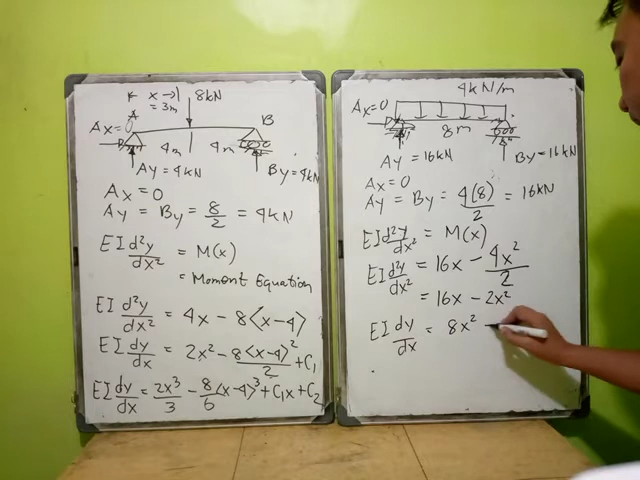 x → 8kN
= 3m
A B
Ax=0
4m 4m
Ay = 4kN By = 4kN
Ax = 0
Ay = By = 8/2 = 4kN
EI d²y/dx² = M(x)
= Moment Equation
EI d²y/dx² = 4x - 8⟨x-4⟩
EI dy/dx = 2x² - 8⟨x-4⟩²/2 + C₁
EI dy/dx = 2x³/3 - 8/6⟨x-4⟩³ + C₁x + C₂
4kN/m
Ax=0
8m
Ay = 16kN By = 16kN
Ax = 0
Ay = By = 4(8)/2 = 16kN
EI d²y/dx² = M(x)
EI d²y/dx² = 16x - 4x²/2
= 16x - 2x²
EI dy/dx = 8x² -